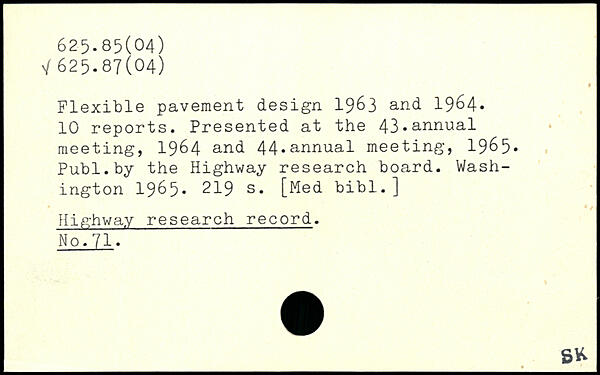 625.85(04)
√625.87(04)
Flexible pavement design 1963 and 1964.
10 reports. Presented at the 43.annual
meeting, 1964 and 44.annual meeting, 1965.
Publ.by the Highway research board. Wash-
ington 1965. 219 s. [Med bibl.]
Highway research record.
No.71.
SK